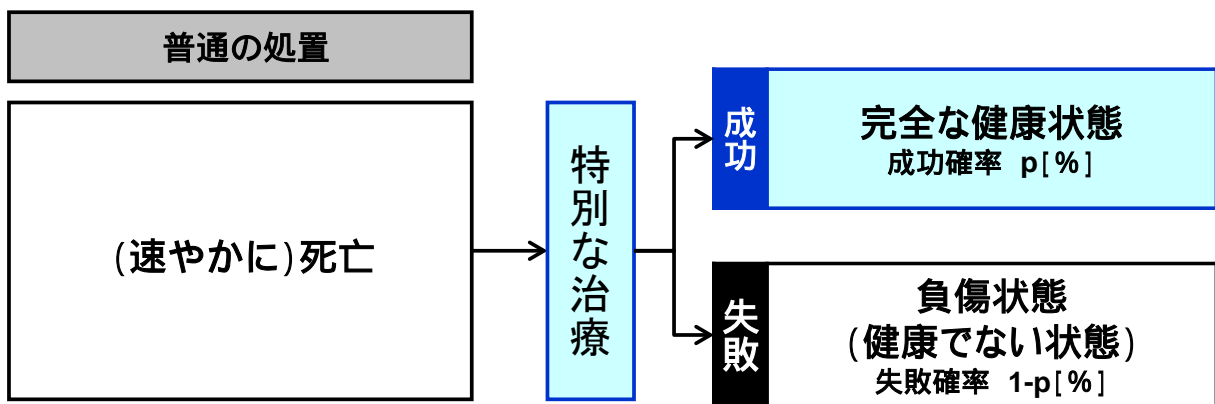 普通の処置
(速やかに)死亡
特別な治療
成功
完全な健康状態
成功確率 p[%]
失敗
負傷状態
(健康でない状態)
失敗確率 1-p[%]